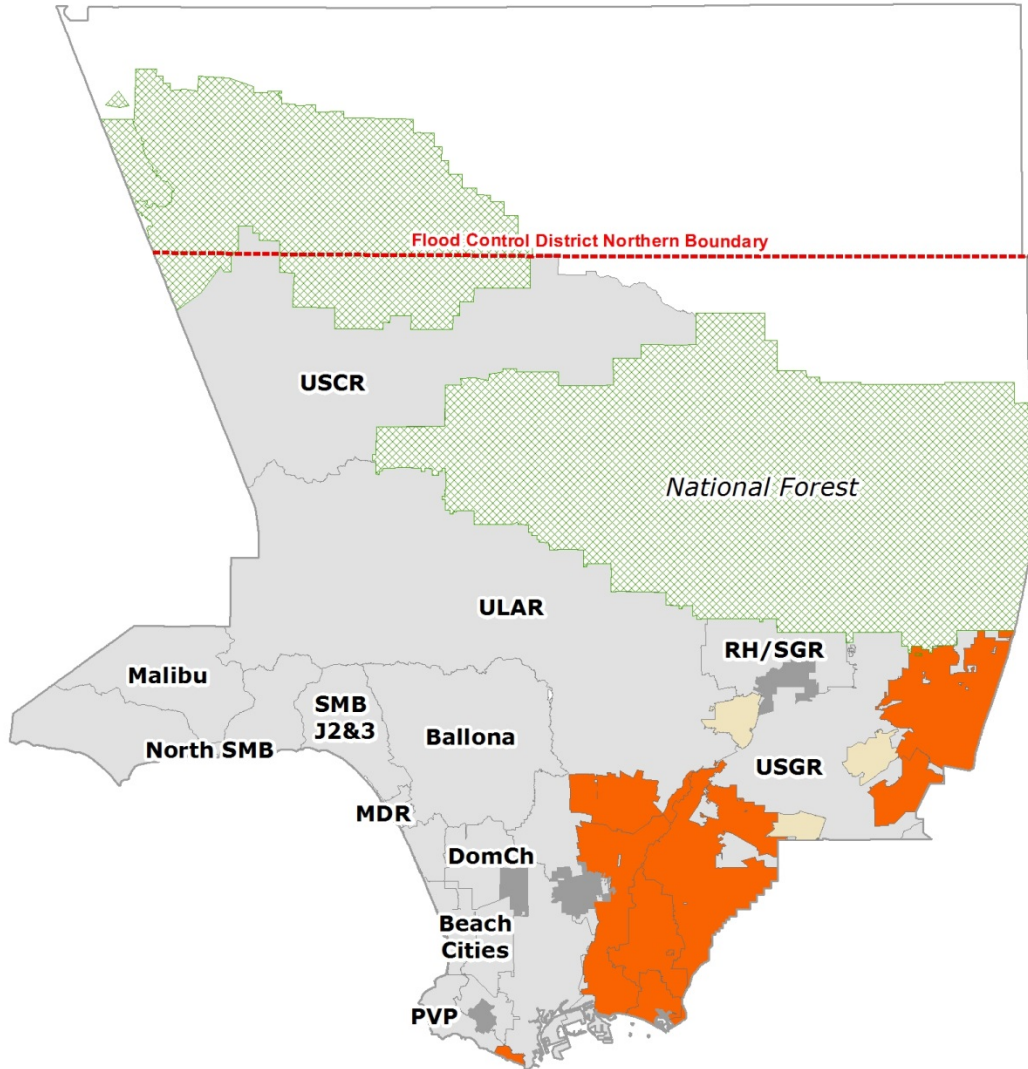 Flood Control District Northern Boundary
USCR
National Forest
ULAR
RH/SGR
Malibu
SMB
J2&3
Ballona
North SMB
USGR
MDR
DomCh
Beach
Cities
PVP